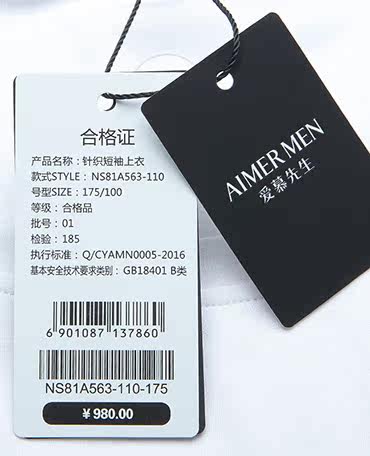 合格证
产品名称：针织短袖上衣
款式STYLE：NS81A563-110
号型SIZE：175/100
等级：合格品
批号：01
检验：185
执行标准：Q/CYAMN0005-2016
基本安全技术要求类别：GB18401 B类
6 901087 137860
NS81A563-110-175
¥980.00
AIMER MEN
爱慕先生